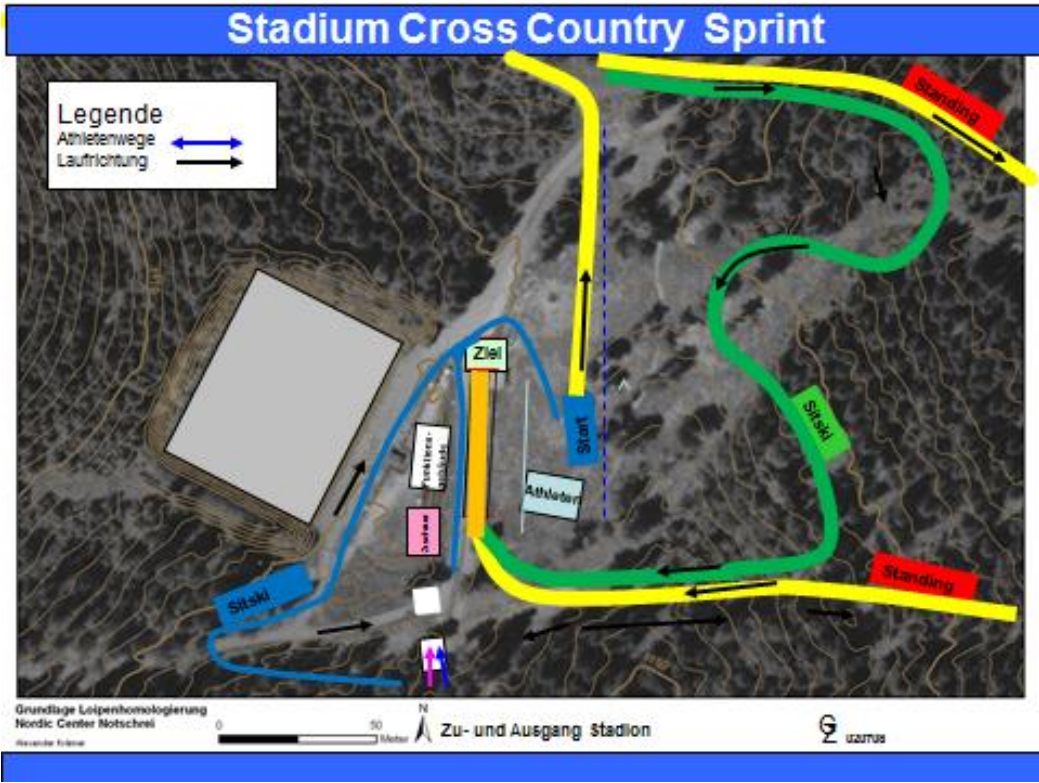 Stadium Cross Country Sprint
Legende
Athletenwege
Laufrichtung
Standing
Ziel
Start
Sitski
Athleten
Standing
Sitski
Grundlage Loipenhomologierung
Nordic Center Notschrei
0
50
Meter
N
Zu- und Ausgang Stadion